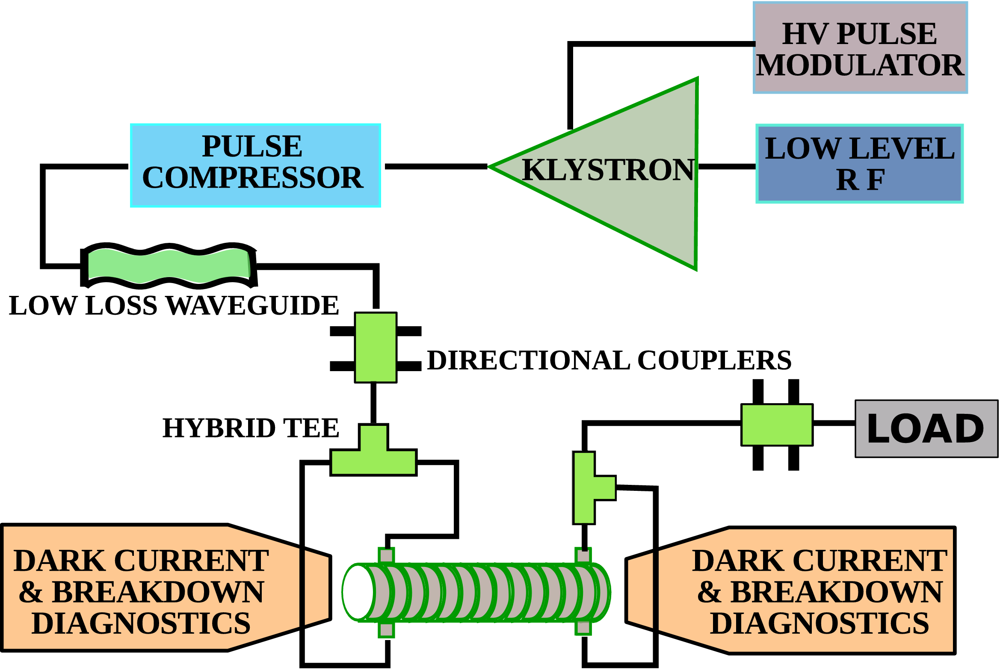 HV PULSE
MODULATOR
PULSE
COMPRESSOR
KLYSTRON
LOW LEVEL
R F
LOW LOSS WAVEGUIDE
DIRECTIONAL COUPLERS
HYBRID TEE
LOAD
DARK CURRENT
& BREAKDOWN
DIAGNOSTICS
DARK CURRENT
& BREAKDOWN
DIAGNOSTICS